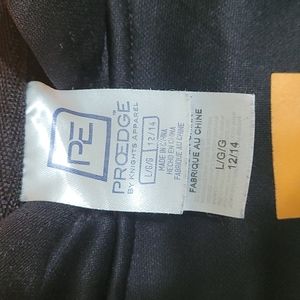 PE
PROEDGE
BY KNIGHTS APPAREL
L/G/G 12/14
MADE IN CHINA
HECHO EN CHINA
FABRIQUE AU CHINE
FABRIQUE AU CHINE
L/G/G
12/14